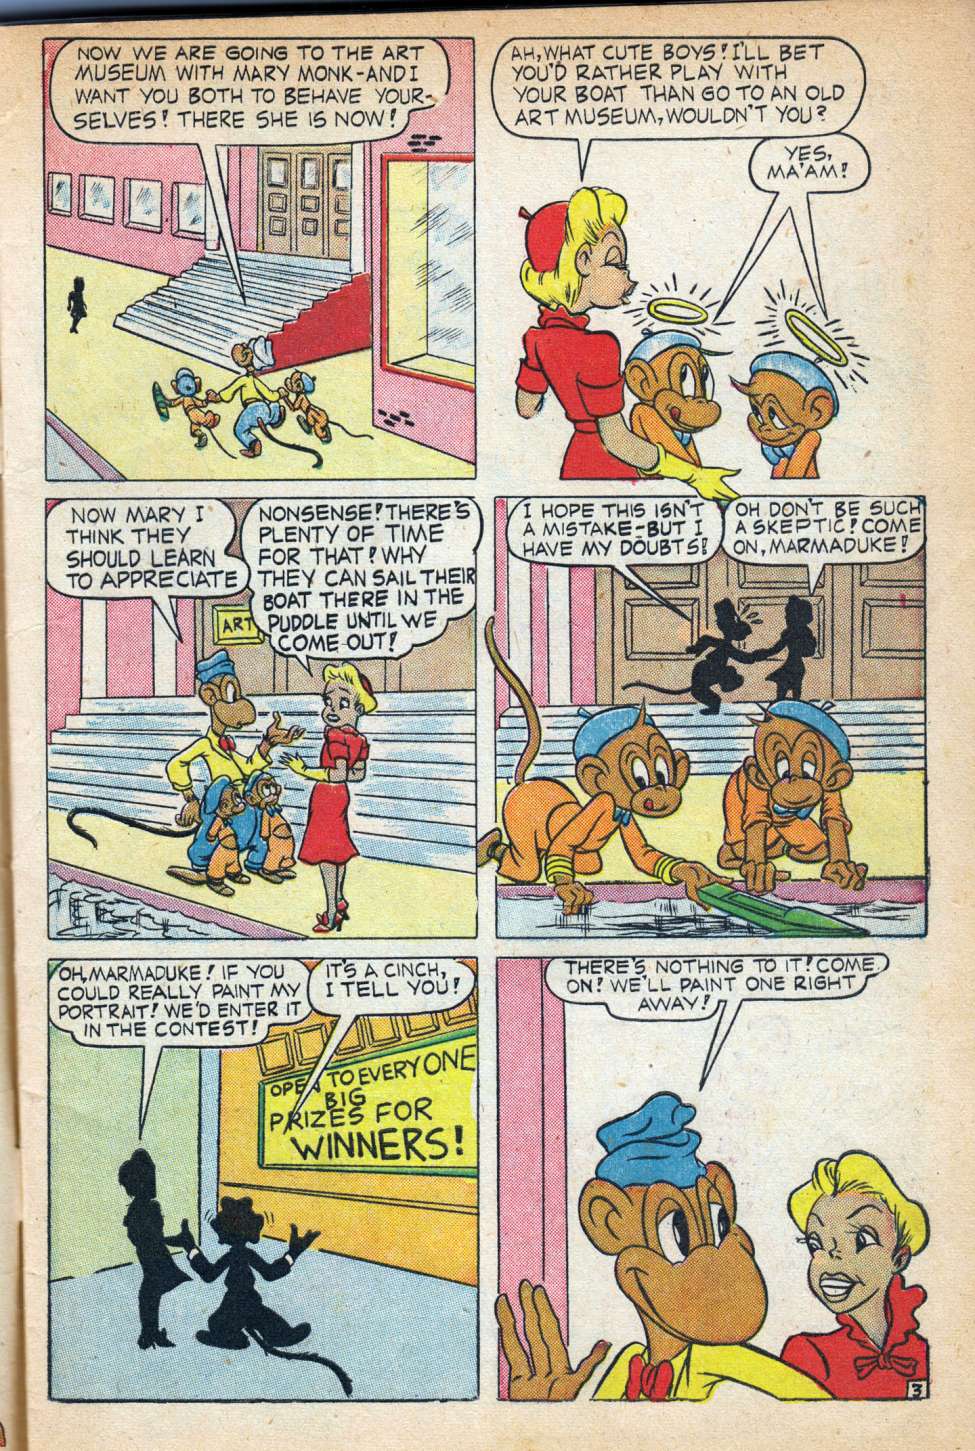 NOW WE ARE GOING TO THE ART
MUSEUM WITH MARY MONK-AND I
WANT YOU BOTH TO BEHAVE YOUR-
SELVES! THERE SHE IS NOW!
AH, WHAT CUTE BOYS! I'LL BET
YOU'D RATHER PLAY WITH
YOUR BOAT THAN GO TO AN OLD
ART MUSEUM, WOULDN'T YOU?
YES,
MA'AM!
NOW MARY I
THINK THEY
SHOULD LEARN
TO APPRECIATE
NONSENSE! THERE'S
PLENTY OF TIME
FOR THAT! WHY
THEY CAN SAIL THEIR
BOAT THERE IN THE
PUDDLE UNTIL WE
COME OUT!
ART
I HOPE THIS ISN'T
A MISTAKE-BUT I
HAVE MY DOUBTS!
OH DON'T BE SUCH
A SKEPTIC! COME
ON, MARMADUKE!
OH, MARMADUKE! IF YOU
COULD REALLY PAINT MY
PORTRAIT! WE'D ENTER IT
IN THE CONTEST!
IT'S A CINCH,
I TELL YOU!
OPEN TO EVERYONE
BIG
PRIZES FOR
WINNERS!
THERE'S NOTHING TO IT! COME
ON! WE'LL PAINT ONE RIGHT
AWAY!
3